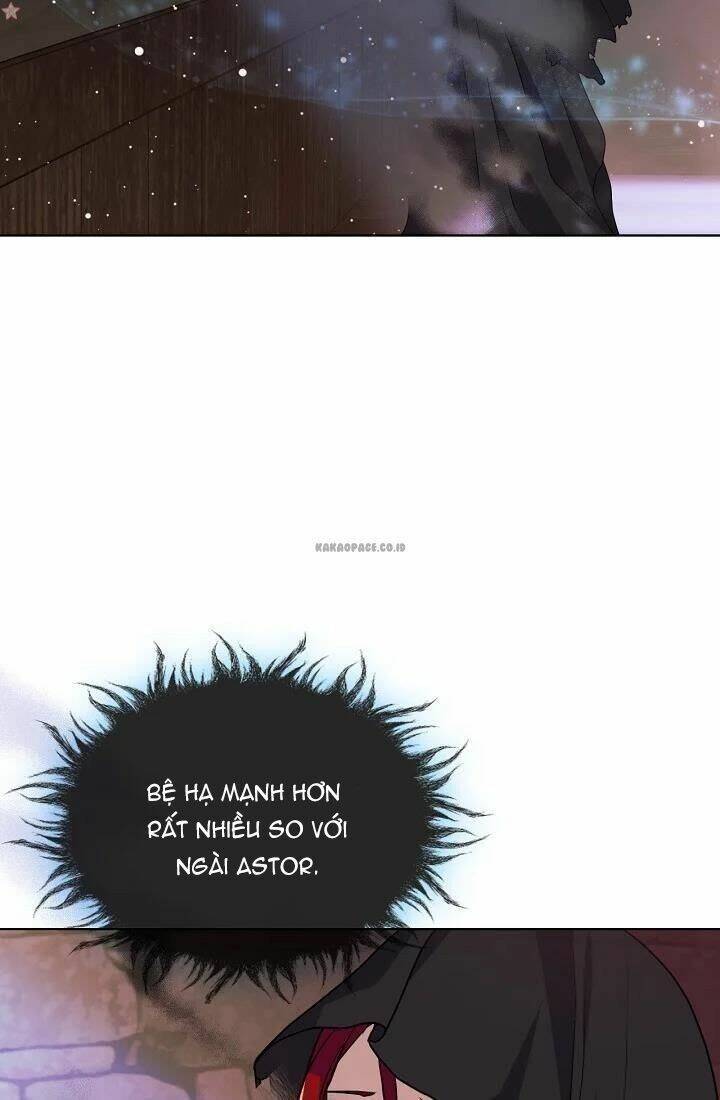 KAKAOPAGE.CO.ID
BỆ HẠ MẠNH HƠN
RẤT NHIỀU SO VỚI
NGÀI ASTOR.